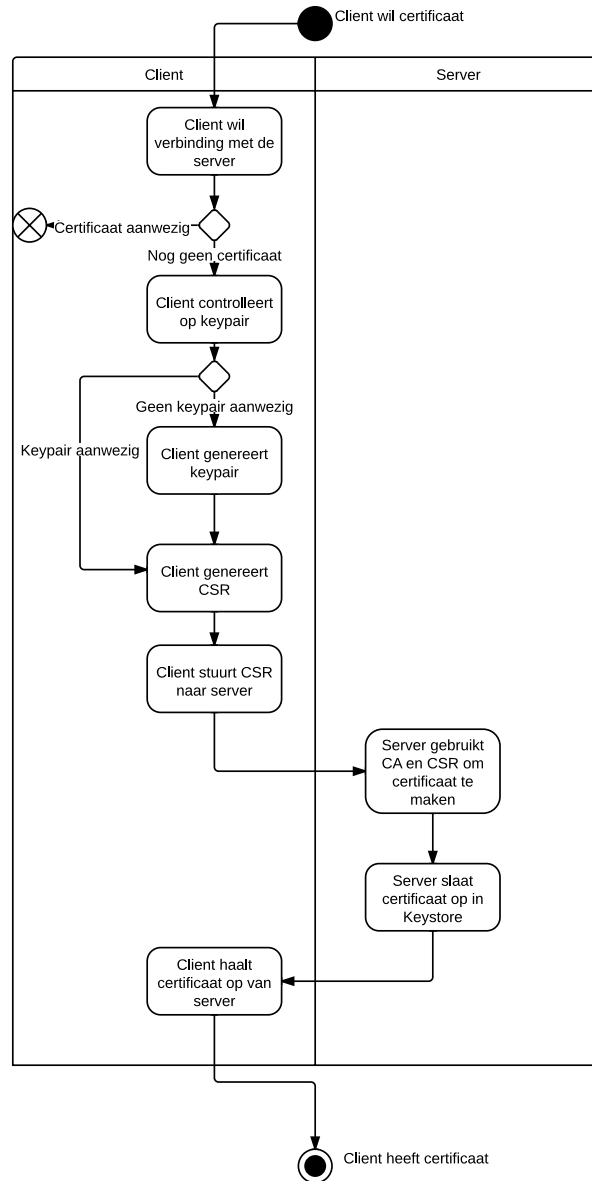 Client wil certificaat
Client
Server
Client wil
verbinding met de
server
Certificaat aanwezig
Nog geen certificaat
Client controlleert
op keypair
Geen keypair aanwezig
Keypair aanwezig
Client genereert
keypair
Client genereert
CSR
Client stuurt CSR
naar server
Server gebruikt
CA en CSR om
certificaat te
maken
Server slaat
certificaat op in
Keystore
Client haalt
certificaat op van
server
Client heeft certificaat